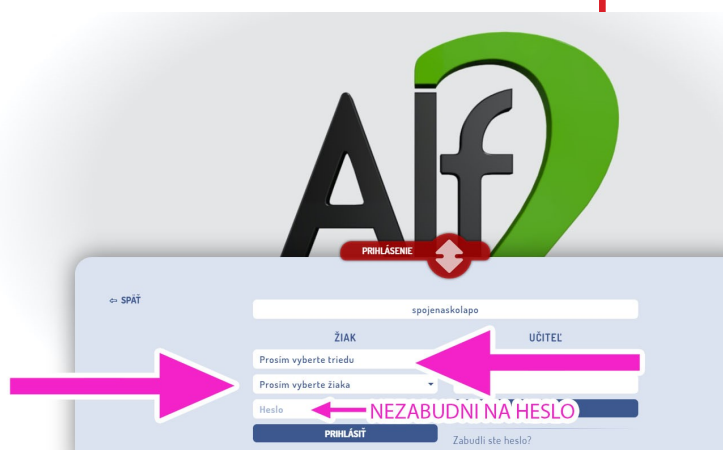 Alf
PRIHLÁSENIE
⇦ SPÄŤ
spojenaskolapo
ŽIAK
UČITEĽ
Prosím vyberte triedu
Prosím vyberte žiaka
Heslo
NEZABUDNI NA HESLO
PRIHLÁSIŤ
Zabudli ste heslo?